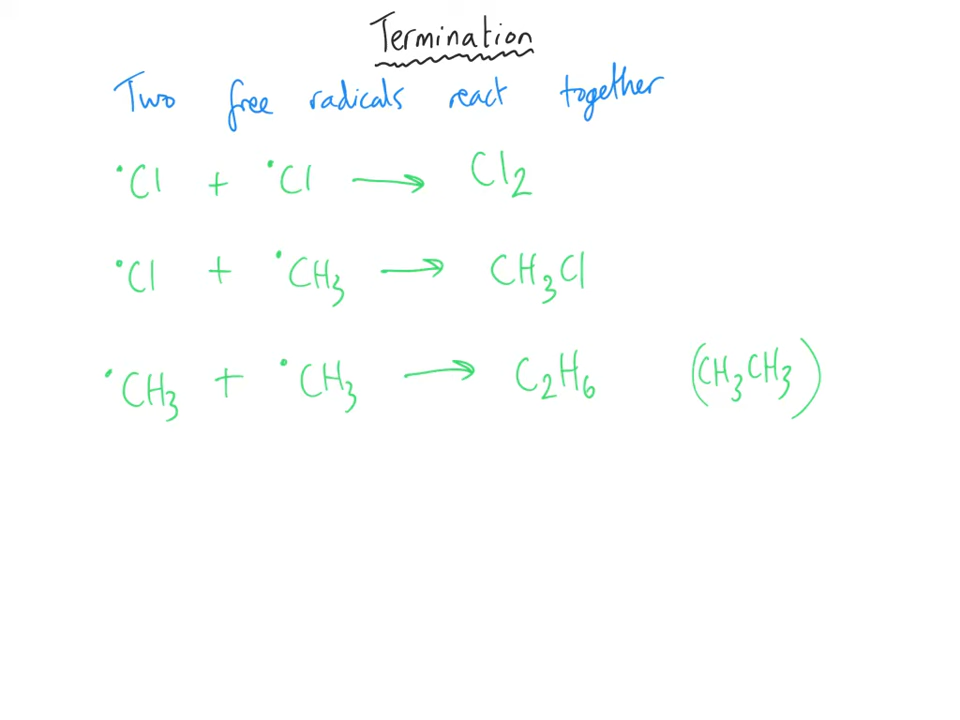 Termination
Two free radicals react together
•Cl + •Cl → Cl₂
•Cl + •CH₃ → CH₃Cl
•CH₃ + •CH₃ → C₂H₆ (CH₃CH₃)